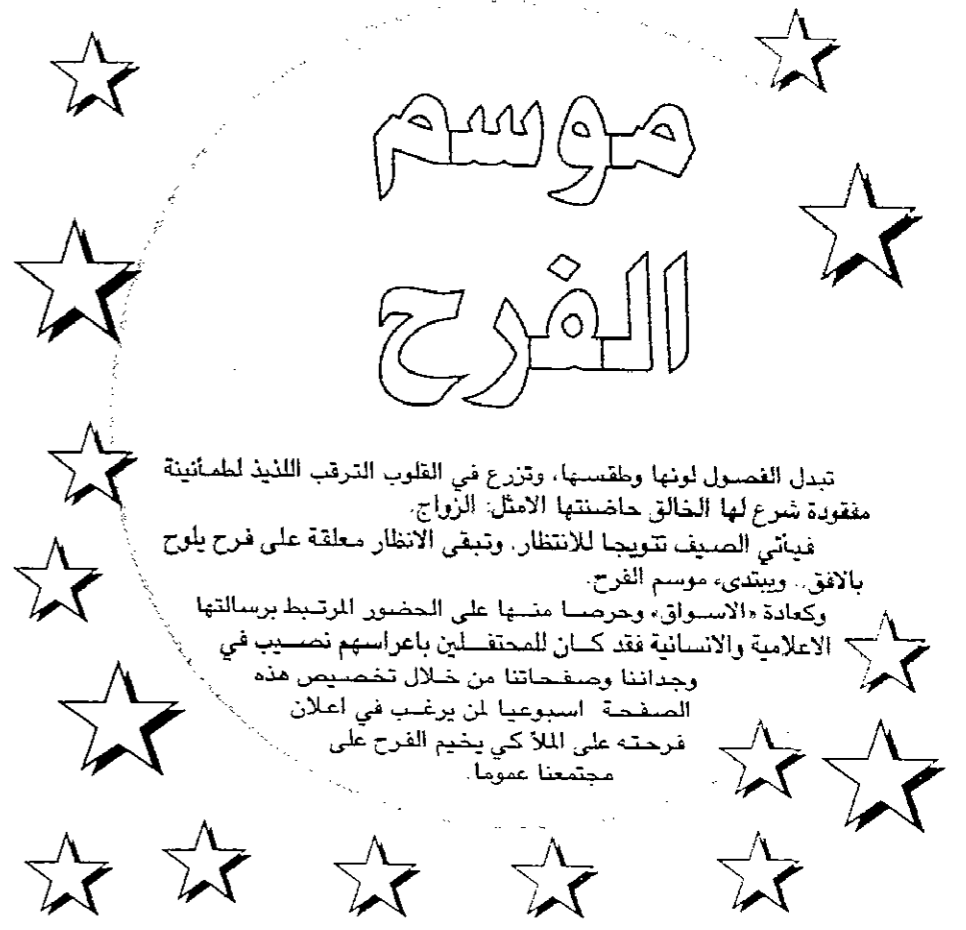 موسم
الفرح
تبدل الفصول لونها وطقسها، وتزرع في القلوب الترقب اللذيذ لطمأنينة
مفقودة شرع لها الخالق حاضنتها الامثل: الزواج.
فيأتي الصيف تتويجا للانتظار. وتبقى الانظار معلقة على فرح يلوح
بالافق.. ويبتدىء موسم الفرح.
وكعادة «الاسواق» وحرصا منها على الحضور المرتبط برسالتها
الاعلامية والانسانية فقد كان للمحتفلين باعراسهم نصيب في
وجداننا وصفحاتنا من خلال تخصيص هذه
الصفحة اسبوعيا لمن يرغب في اعلان
فرحته على الملأ كي يخيم الفرح على
مجتمعنا عموما.